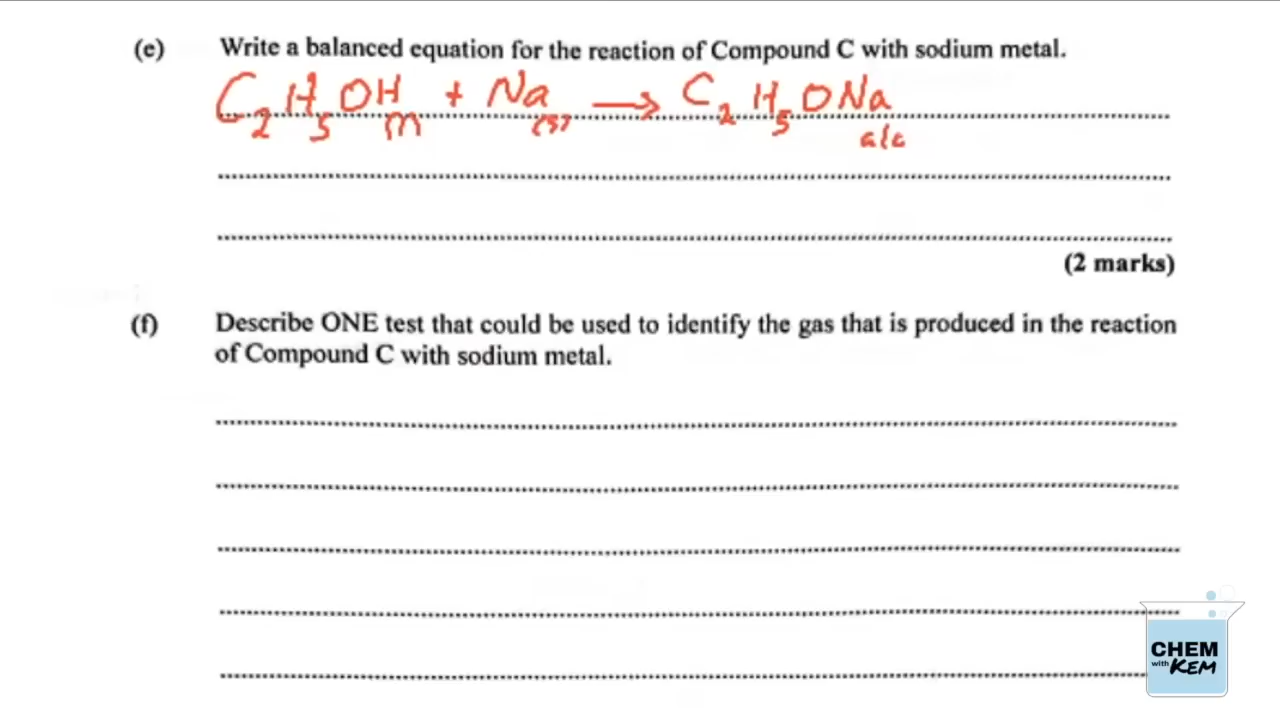 (e) Write a balanced equation for the reaction of Compound C with sodium metal.
C₂H₅OH + Na → C₂H₅ONa
(s)
alc
(2 marks)
(f) Describe ONE test that could be used to identify the gas that is produced in the reaction
of Compound C with sodium metal.
CHEM
with KEM